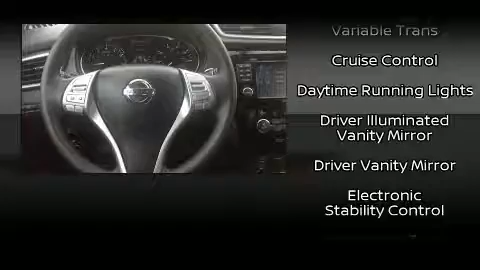 Variable Trans
Cruise Control
Daytime Running Lights
Driver Illuminated
Vanity Mirror
Driver Vanity Mirror
Electronic
Stability Control